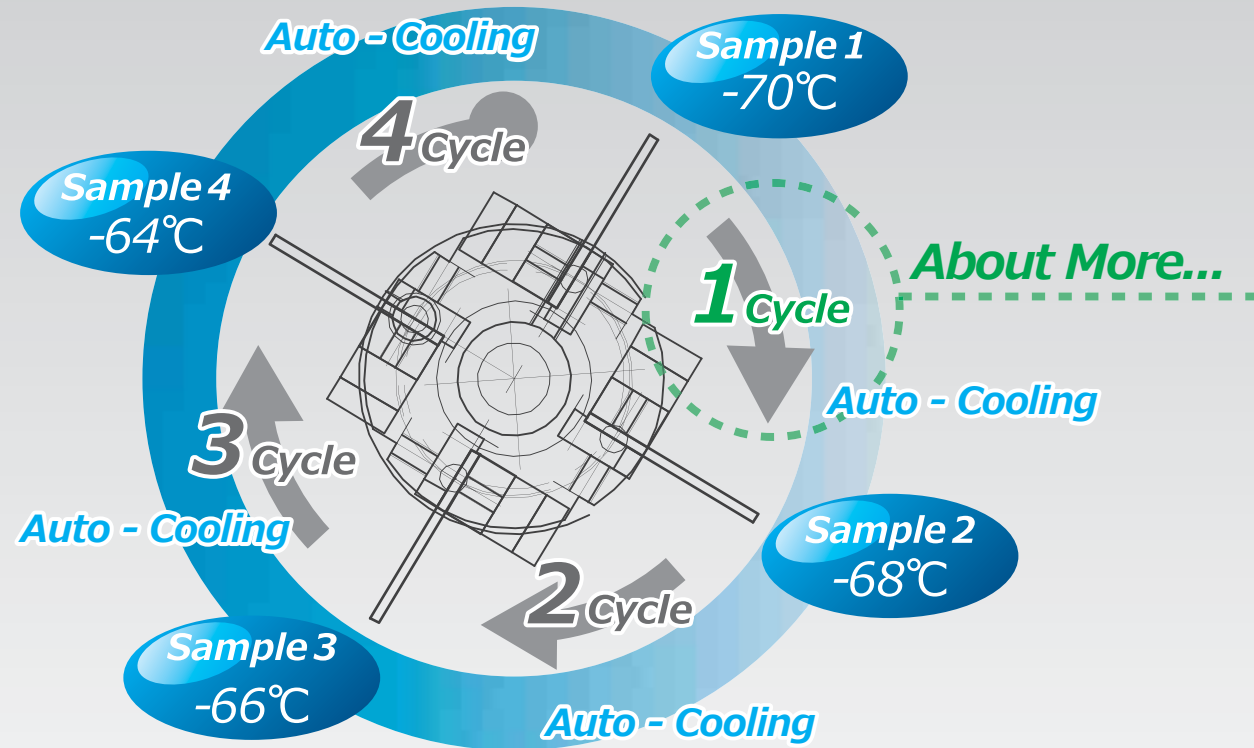 Auto - Cooling
Sample 1
-70℃
4 Cycle
Sample 4
-64℃
About More...
1 Cycle
Auto - Cooling
3 Cycle
Auto - Cooling
Sample 2
-68℃
2 Cycle
Sample 3
-66℃
Auto - Cooling